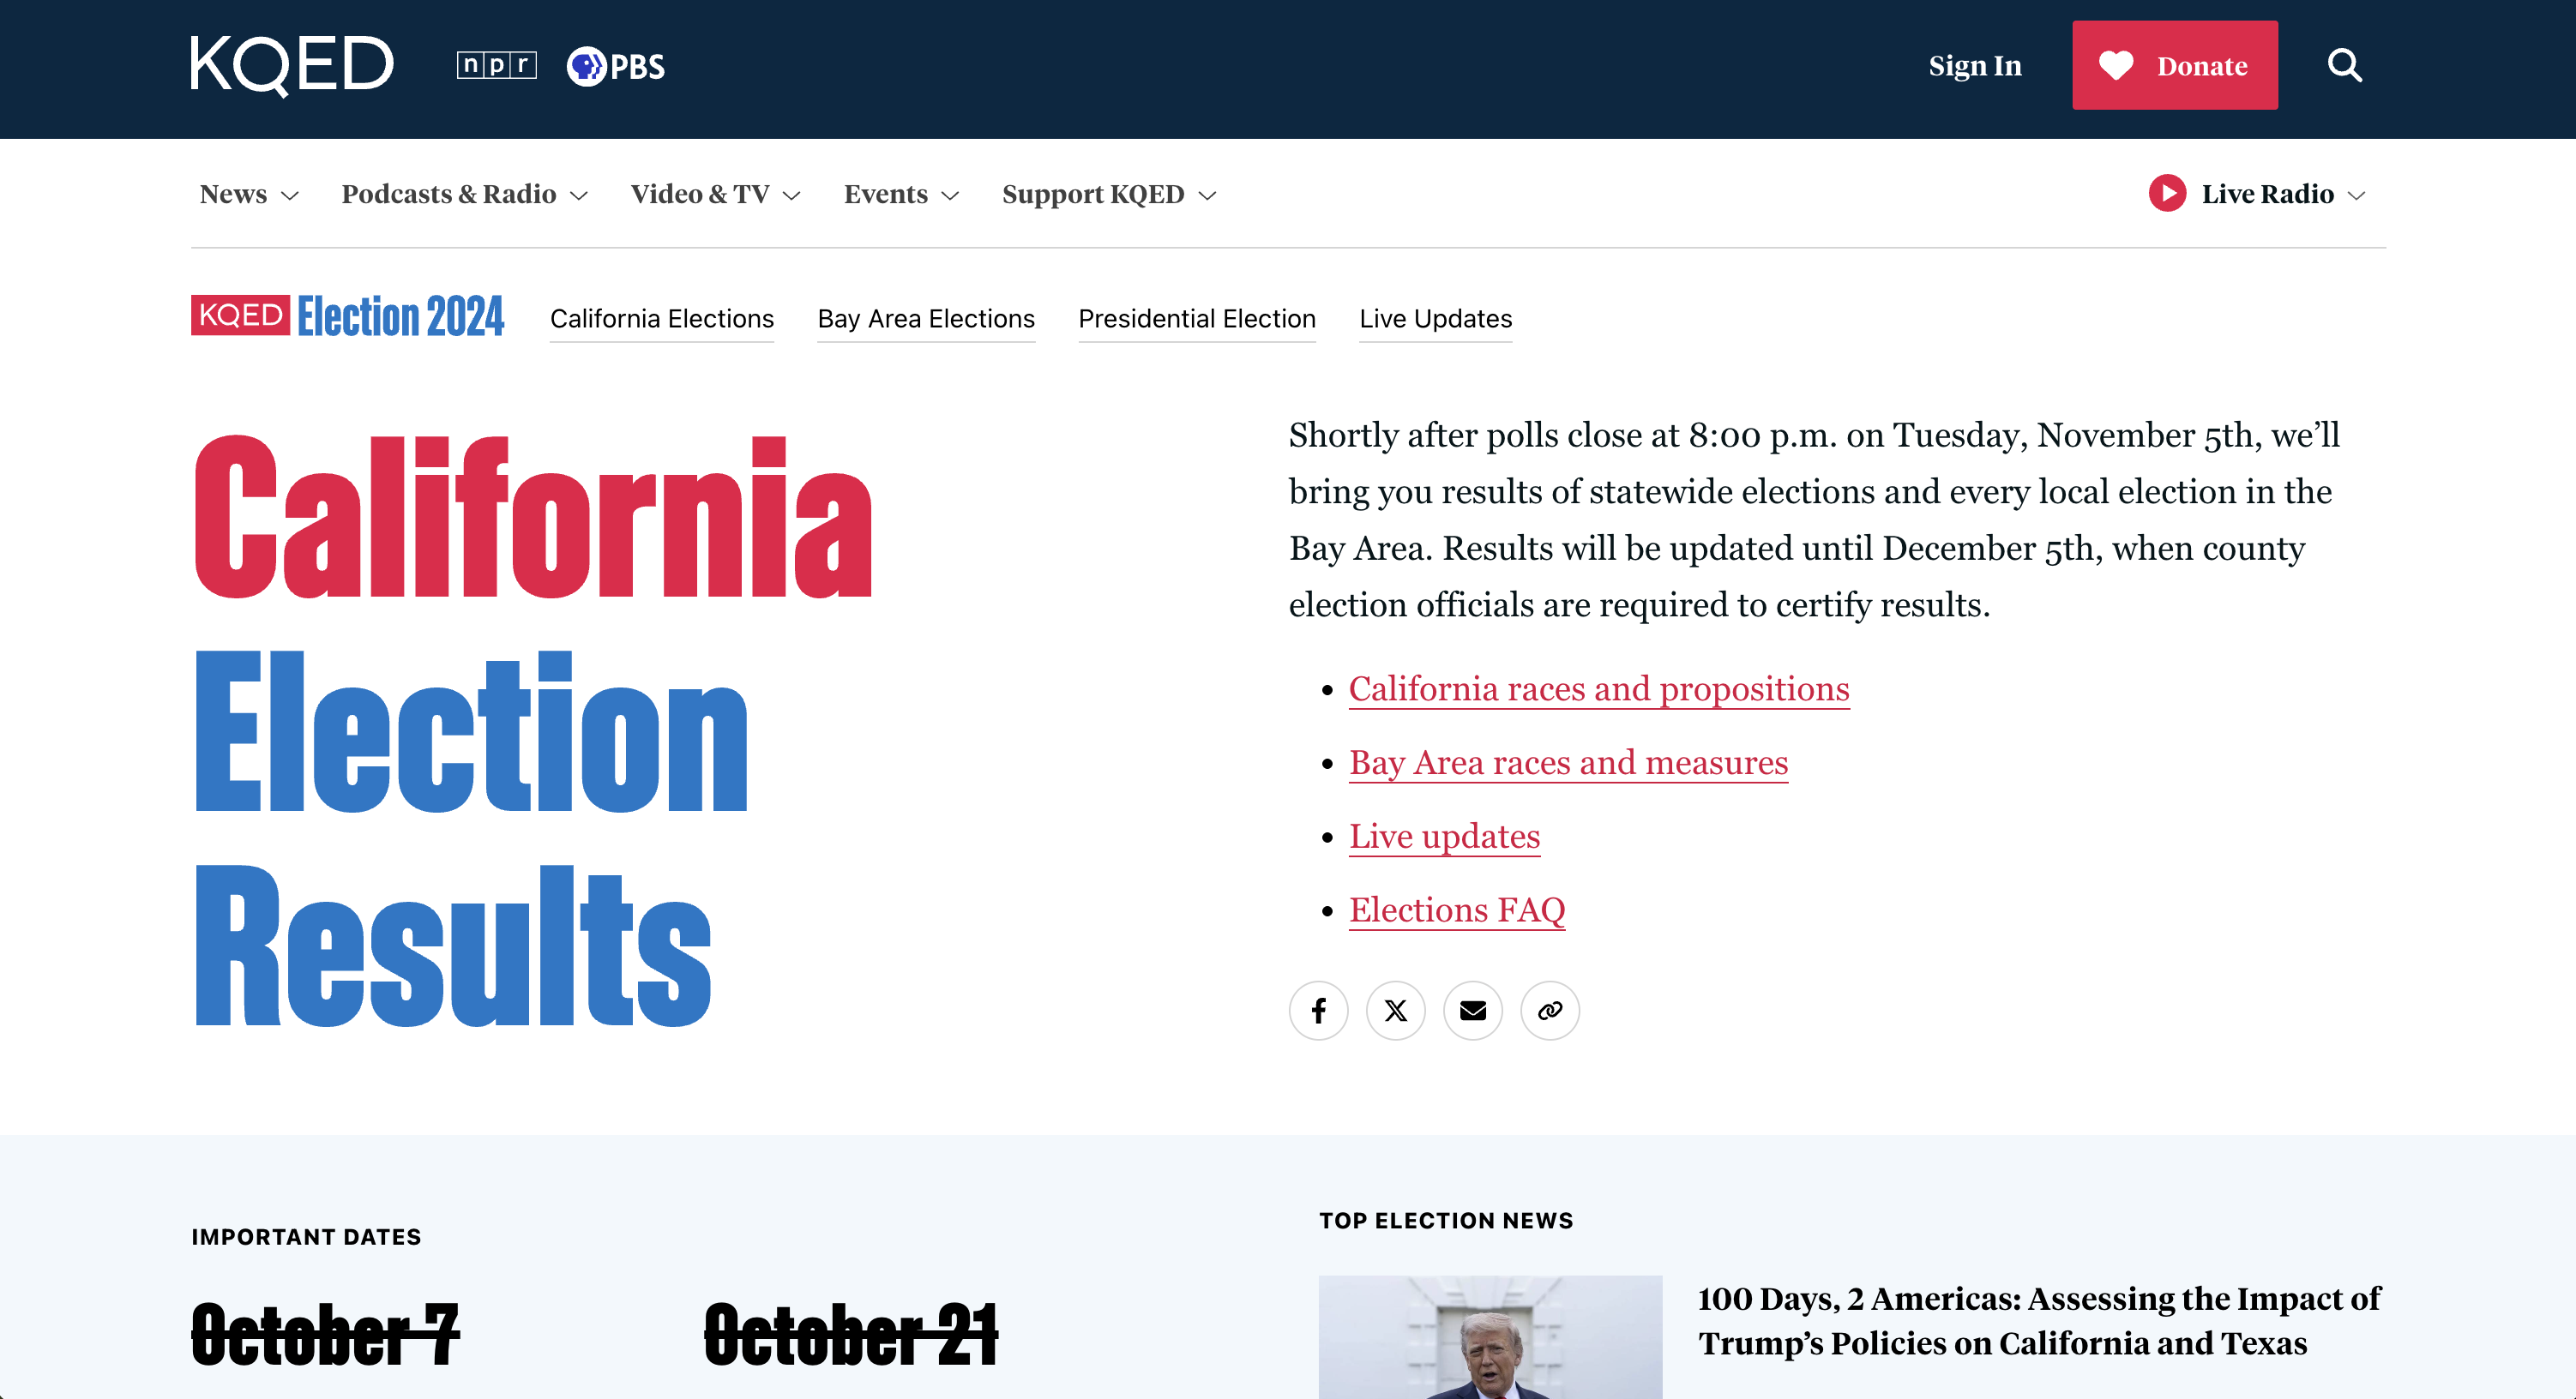 KQED
npr
PBS
Sign In
Donate
News
Podcasts & Radio
Video & TV
Events
Support KQED
Live Radio
KQED Election 2024
California Elections
Bay Area Elections
Presidential Election
Live Updates
California
Election
Results
Shortly after polls close at 8:00 p.m. on Tuesday, November 5th, we’ll
bring you results of statewide elections and every local election in the
Bay Area. Results will be updated until December 5th, when county
election officials are required to certify results.
California races and propositions
Bay Area races and measures
Live updates
Elections FAQ
IMPORTANT DATES
October 7
October 21
TOP ELECTION NEWS
100 Days, 2 Americas: Assessing the Impact of
Trump’s Policies on California and Texas